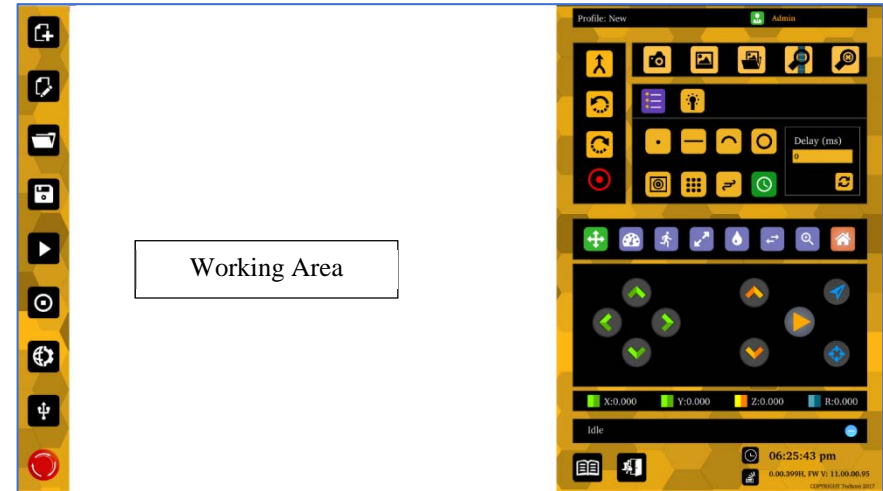 Profile: New
Admin
Delay (ms)
0
Working Area
X:0.000
Y:0.000
Z:0.000
R:0.000
Idle
06:25:43 pm
0.00.399H, FW V: 11.00.00.95
COPYRIGHT Techno 2017